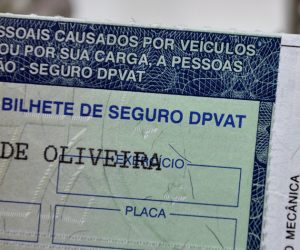 SSOAIS CAUSADOS POR VEÍCULOS
OU POR SUA CARGA, A PESSOAS
ÃO - SEGURO DPVAT
BILHETE DE SEGURO DPVAT
DE OLIVEIRA
EXERCÍCIO
PLACA
O MECÂNICA